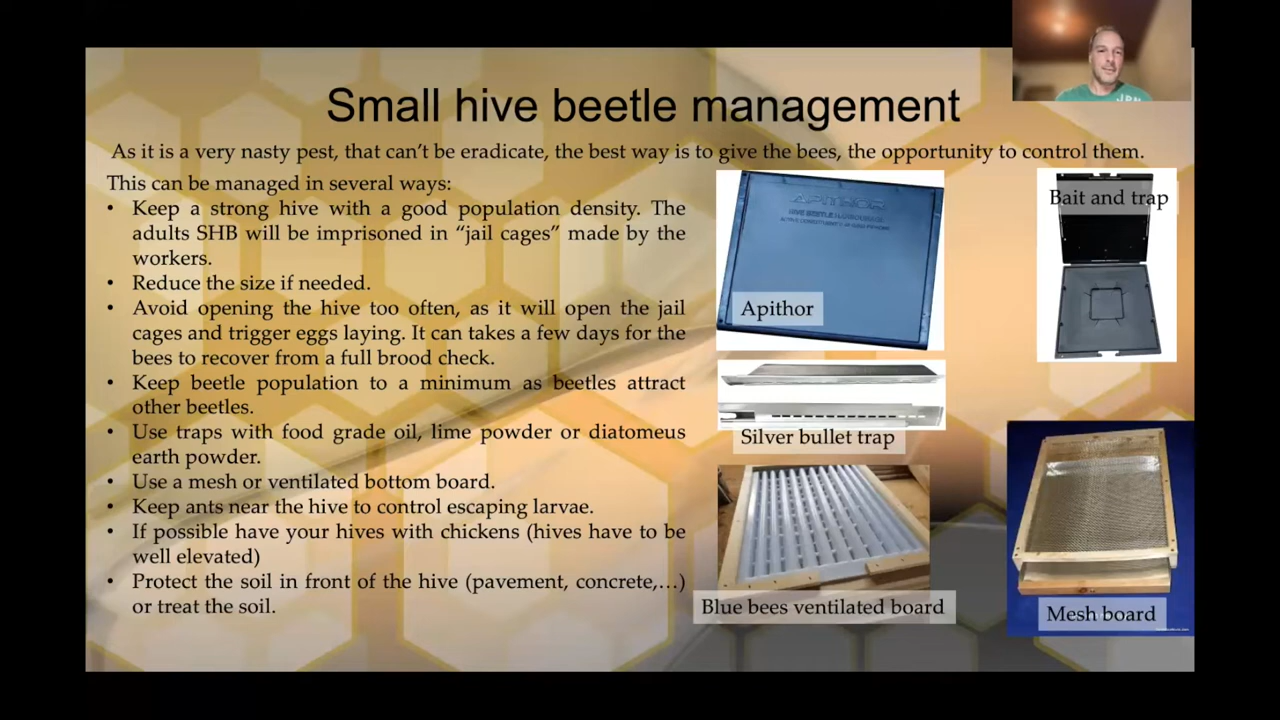 Small hive beetle management
As it is a very nasty pest, that can't be eradicate, the best way is to give the bees, the opportunity to control them.
This can be managed in several ways:
• Keep a strong hive with a good population density. The
adults SHB will be imprisoned in "jail cages" made by the
workers.
• Reduce the size if needed.
• Avoid opening the hive too often, as it will open the jail
cages and trigger eggs laying. It can takes a few days for the
bees to recover from a full brood check.
• Keep beetle population to a minimum as beetles attract
other beetles.
• Use traps with food grade oil, lime powder or diatomeus
earth powder.
• Use a mesh or ventilated bottom board.
• Keep ants near the hive to control escaping larvae.
• If possible have your hives with chickens (hives have to be
well elevated)
• Protect the soil in front of the hive (pavement, concrete,...)
or treat the soil.
APITHOR
HIVE BEETLE
Apithor
Bait and trap
Silver bullet trap
Blue bees ventilated board
Mesh board